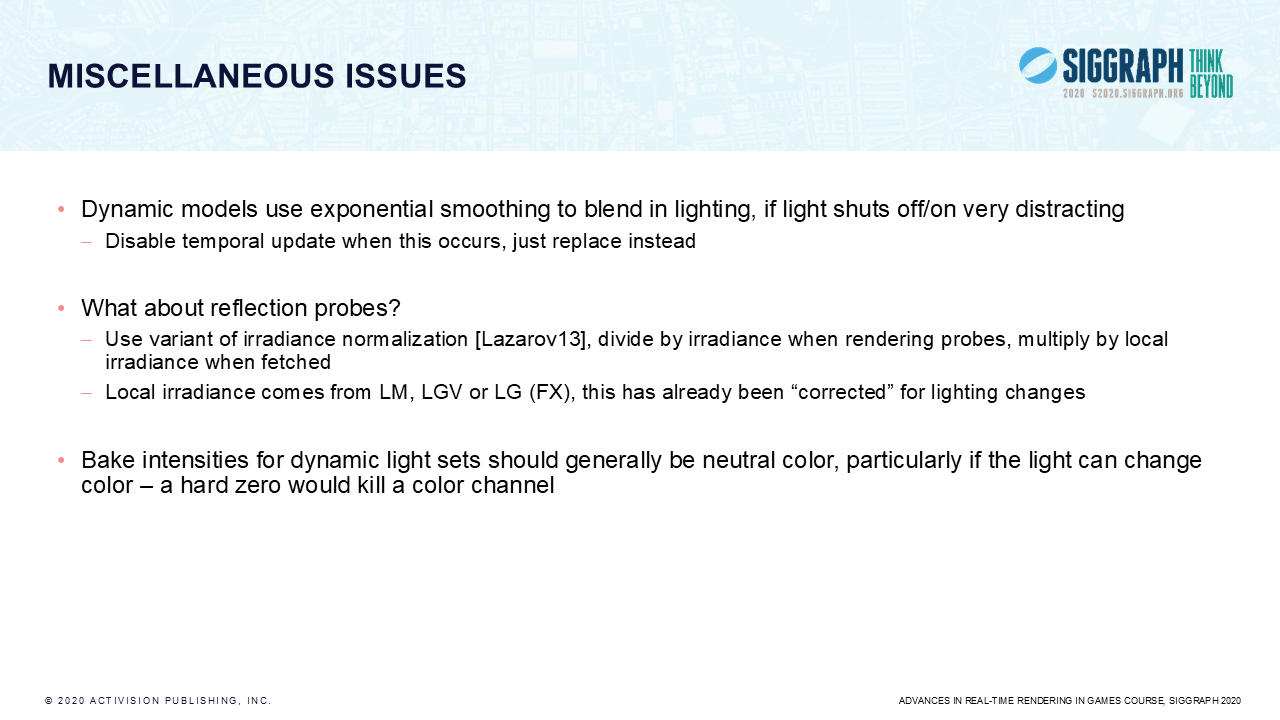 MISCELLANEOUS ISSUES
SIGGRAPH THINK BEYOND
2020 S2020.SIGGRAPH.ORG
• Dynamic models use exponential smoothing to blend in lighting, if light shuts off/on very distracting
– Disable temporal update when this occurs, just replace instead
• What about reflection probes?
– Use variant of irradiance normalization [Lazarov13], divide by irradiance when rendering probes, multiply by local
irradiance when fetched
– Local irradiance comes from LM, LGV or LG (FX), this has already been “corrected” for lighting changes
• Bake intensities for dynamic light sets should generally be neutral color, particularly if the light can change
color – a hard zero would kill a color channel
© 2020 ACTIVISION PUBLISHING, INC.
ADVANCES IN REAL-TIME RENDERING IN GAMES COURSE, SIGGRAPH 2020